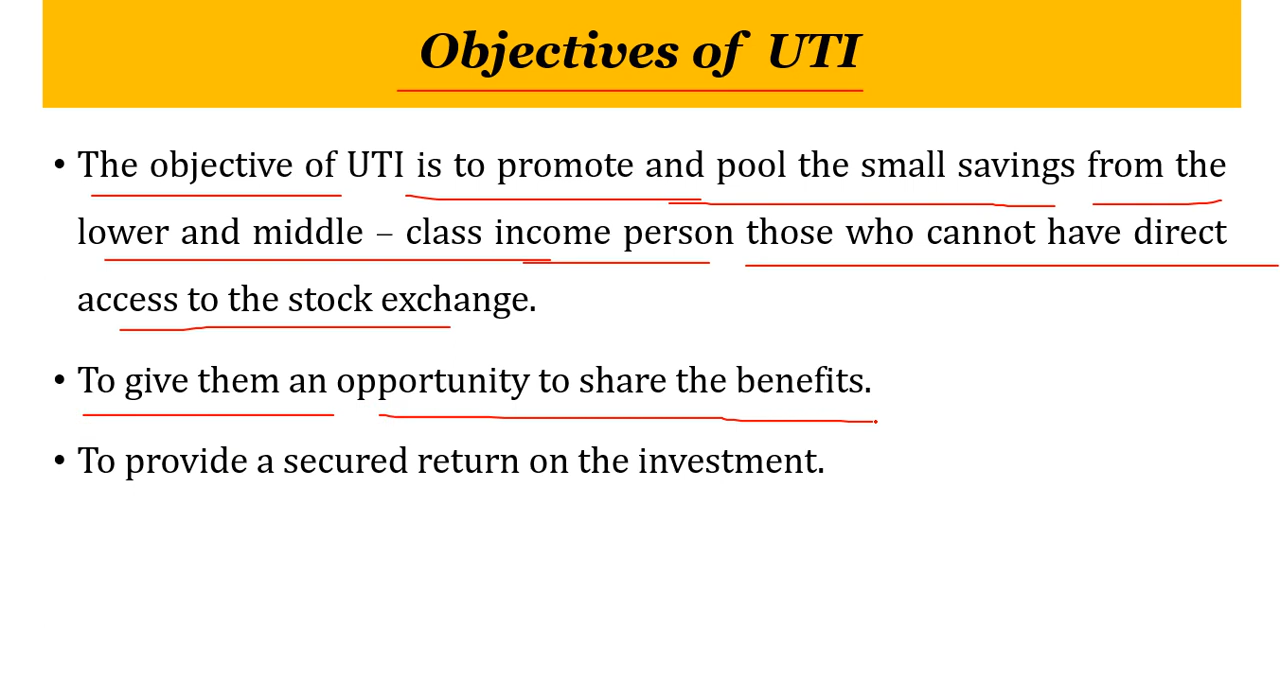 Objectives of UTI
• The objective of UTI is to promote and pool the small savings from the
lower and middle – class income person those who cannot have direct
access to the stock exchange.
• To give them an opportunity to share the benefits.
• To provide a secured return on the investment.